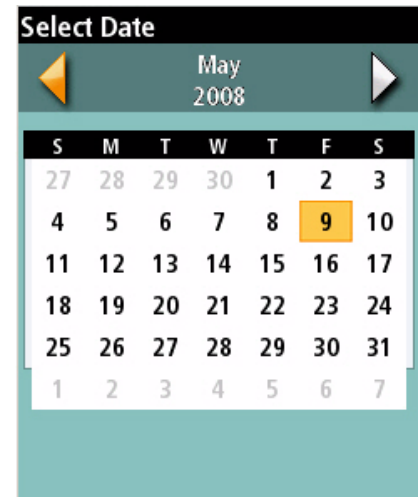 Select Date
May
2008
S M T W T F S
27 28 29 30 1 2 3
4 5 6 7 8 9 10
11 12 13 14 15 16 17
18 19 20 21 22 23 24
25 26 27 28 29 30 31
1 2 3 4 5 6 7